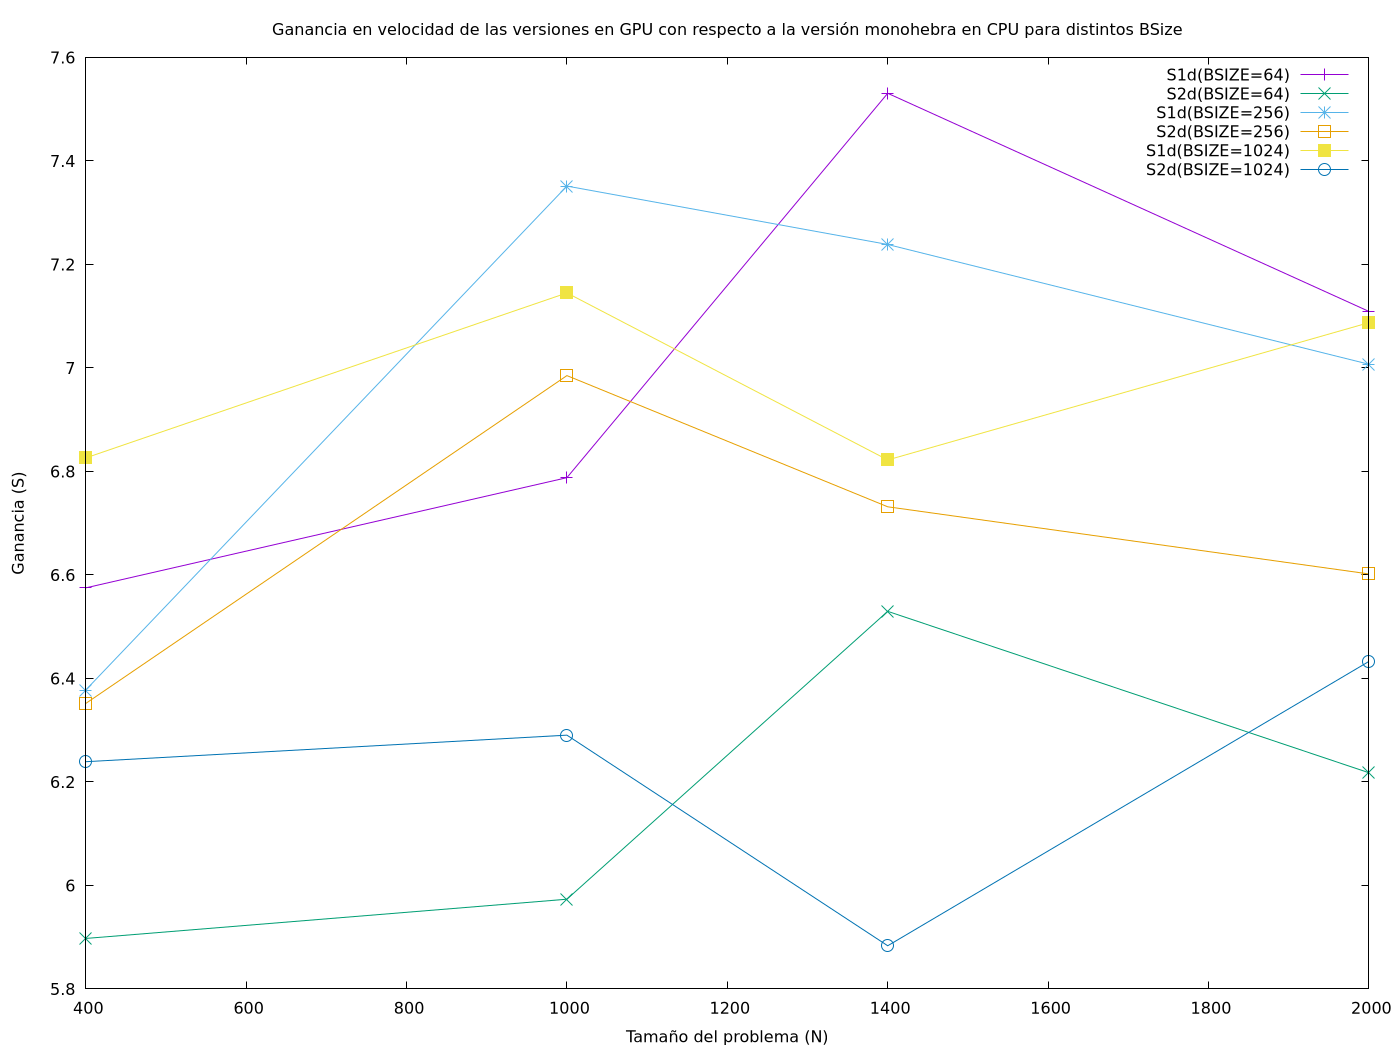 Ganancia en velocidad de las versiones en GPU con respecto a la versión monohebra en CPU para distintos BSize
7.6
7.4
7.2
7
6.8
6.6
6.4
6.2
6
5.8
Ganancia (S)
S1d(BSIZE=64)
S2d(BSIZE=64)
S1d(BSIZE=256)
S2d(BSIZE=256)
S1d(BSIZE=1024)
S2d(BSIZE=1024)
400 600 800 1000 1200 1400 1600 1800 2000
Tamaño del problema (N)